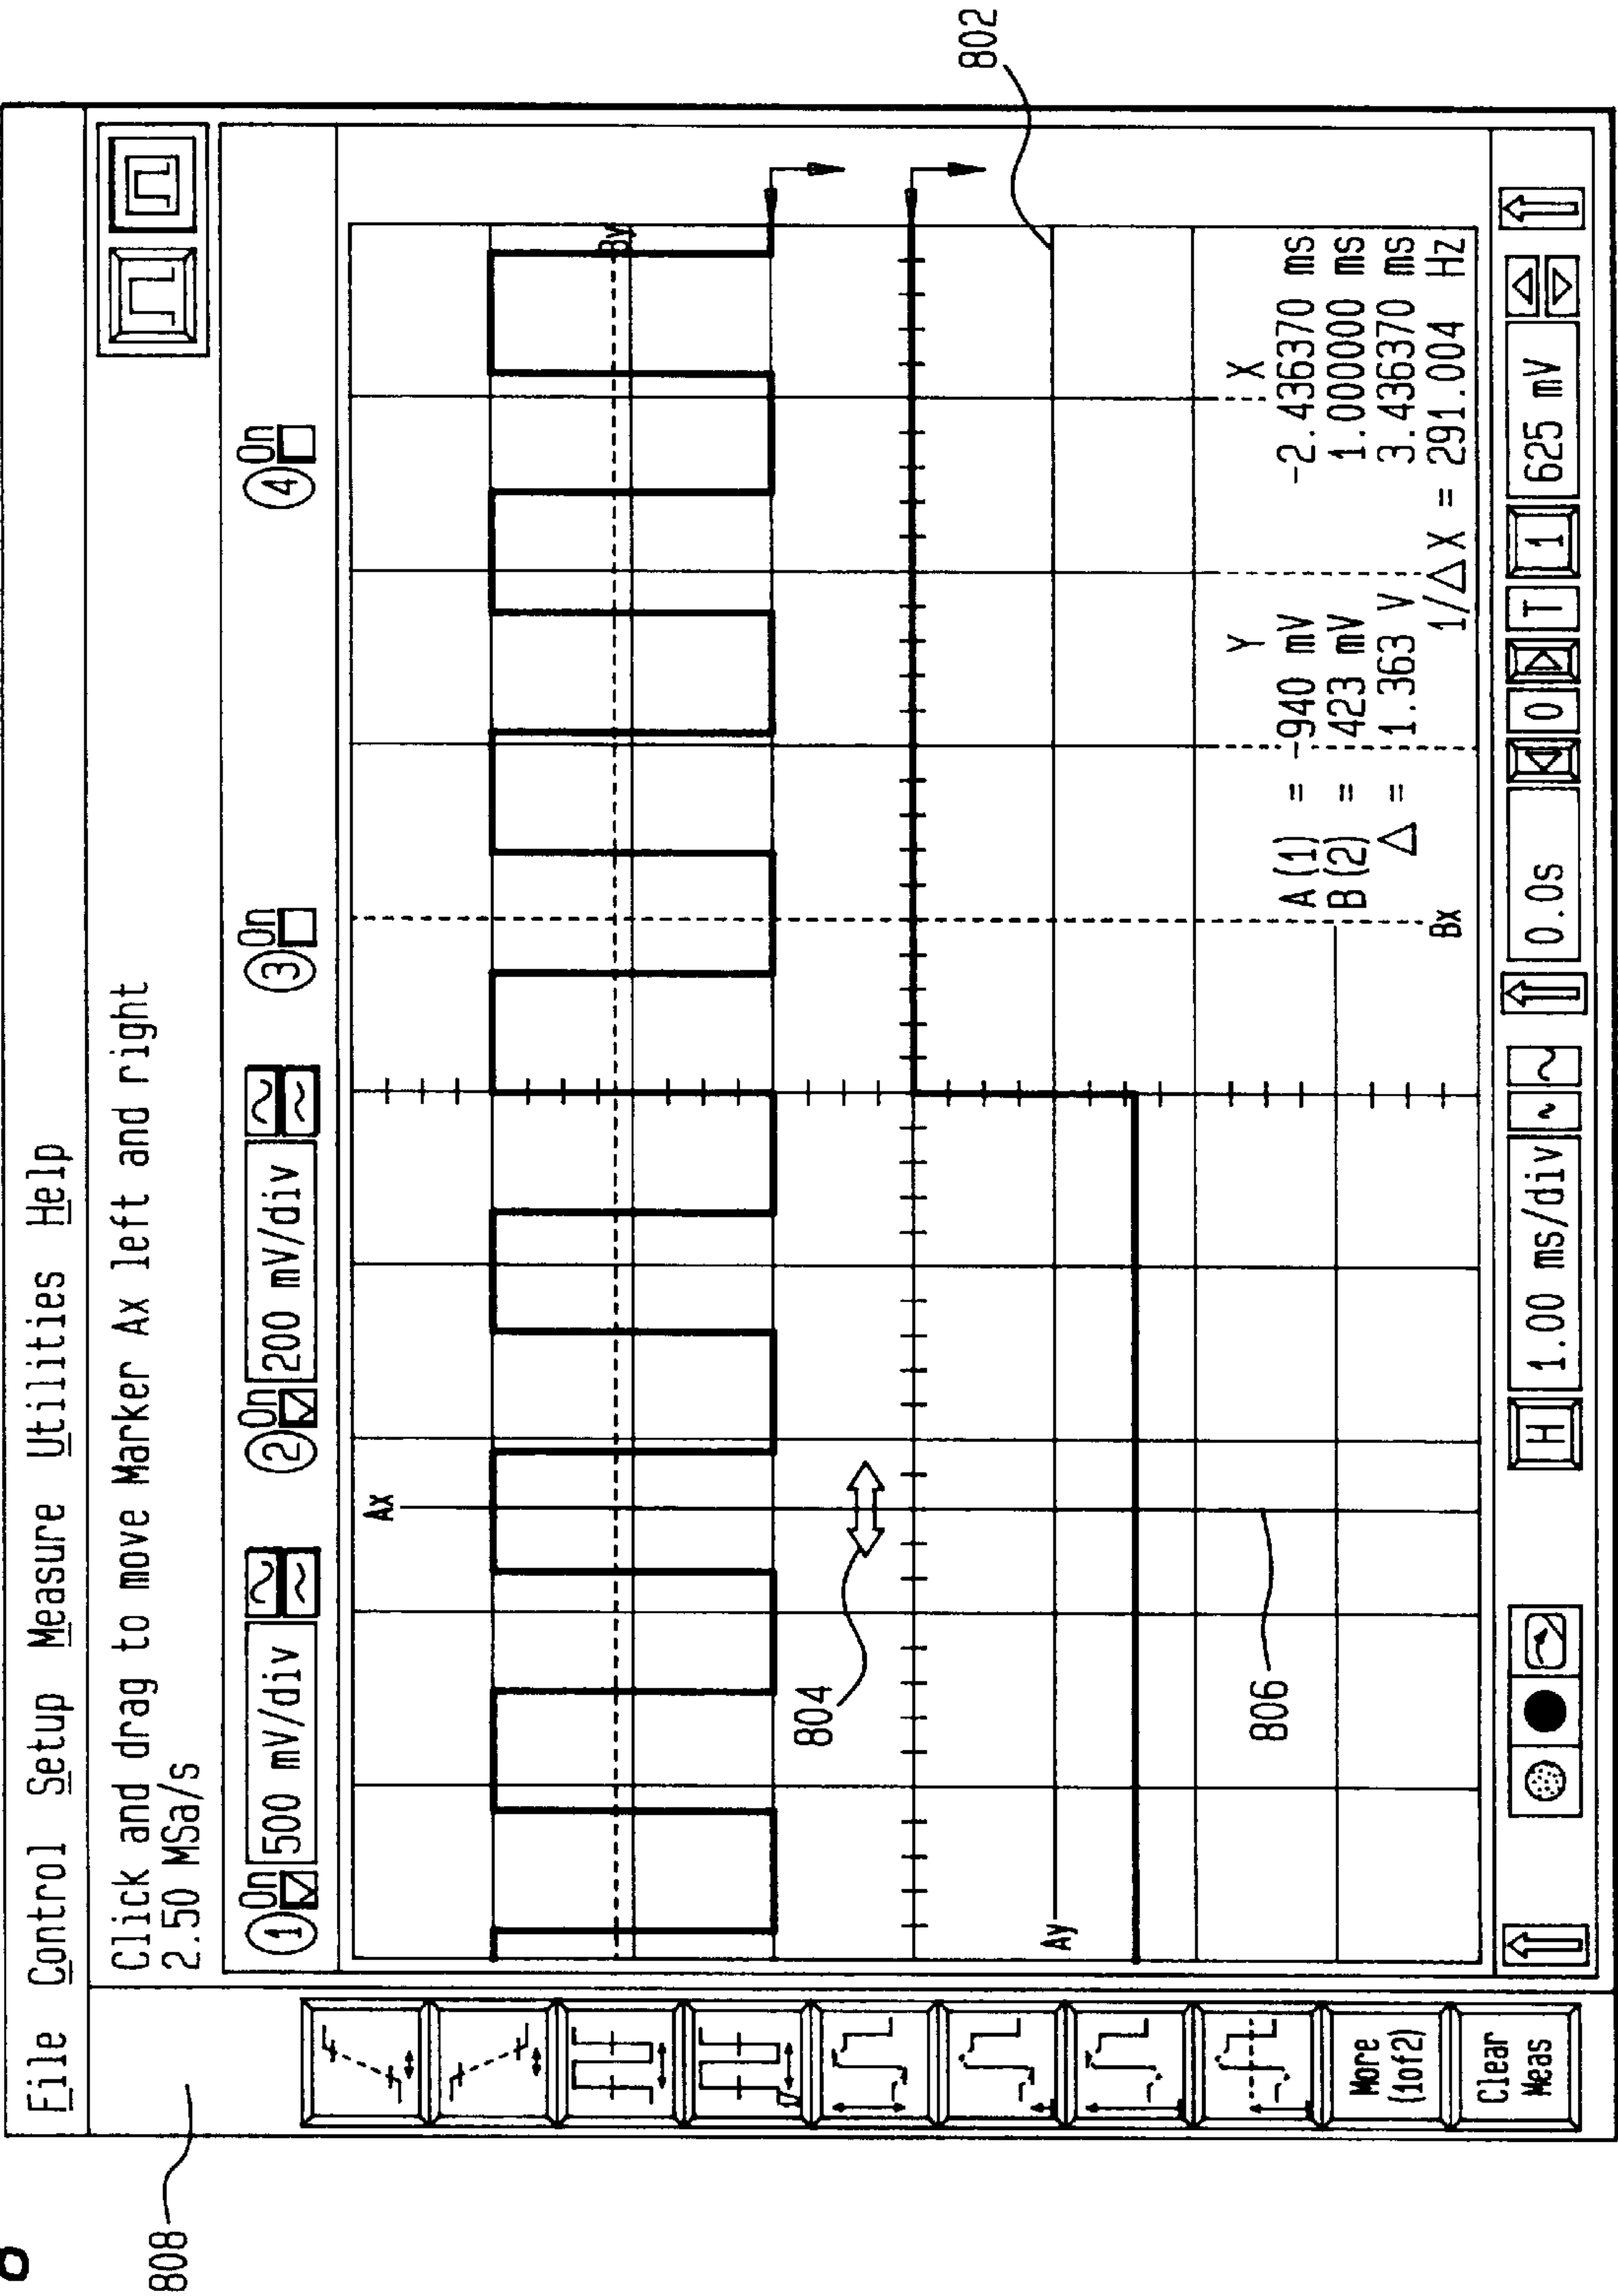 8
File Control Setup Measure Utilities Help
Click and drag to move Marker Ax left and right
2.50 MSa/s
1 On 500 mV/div 2 On 200 mV/div 3 On 4 On
Ax
By
804
802
Ay
806
Bx
Y X
A (1) = -940 mV -2.436370 ms
B (2) = 423 mV 1.000000 ms
△ = 1.363 V 3.436370 ms
1/△X = 291.004 Hz
H 1.00 ms/div 0.0s 0 T 1 625 mV
More
(1of2)
Clear
Meas
808